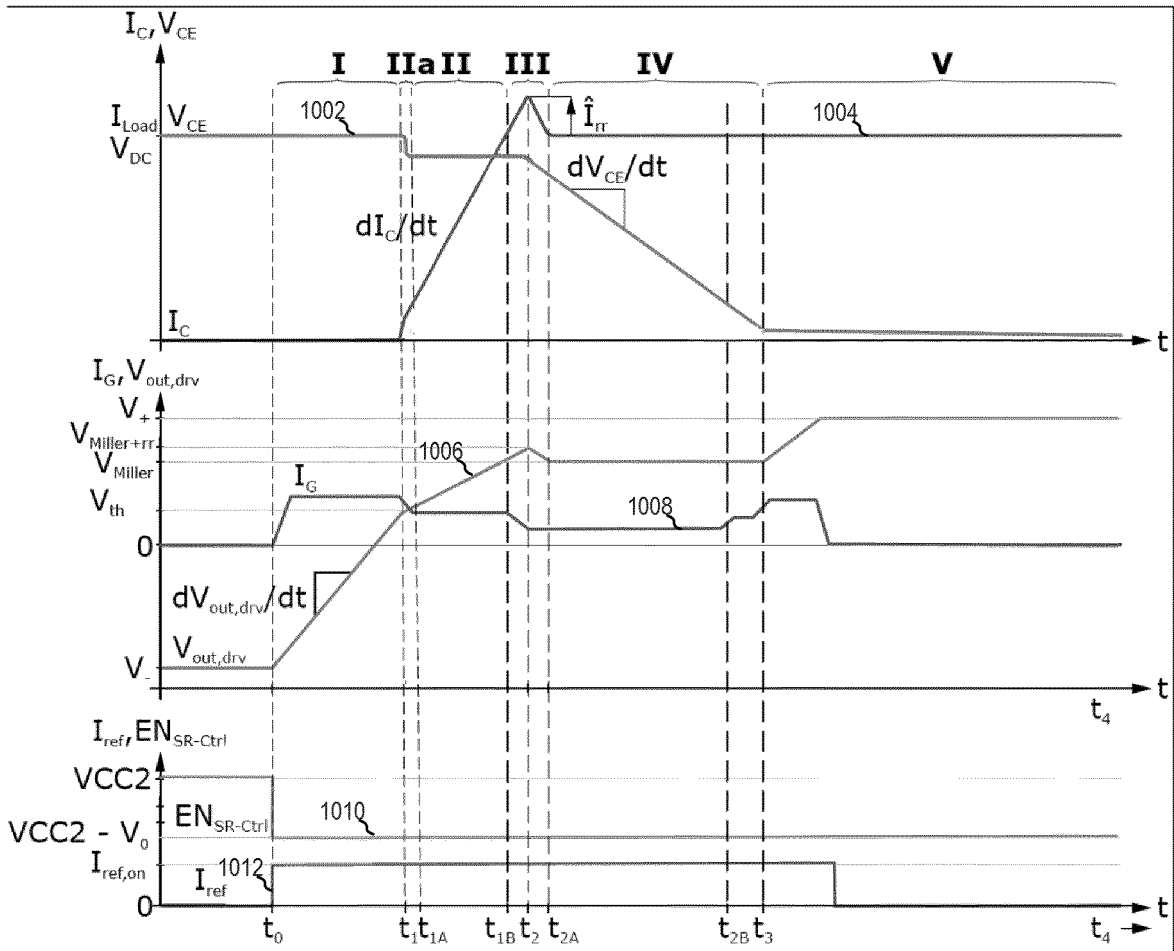 I_C, V_CE
I IIa II III IV V
1002
1004
Î_rr
I_Load V_CE
V_DC
dV_CE/dt
dI_C/dt
I_C
t
I_G, V_out,drv
V_+
V_Miller+rr
1006
V_Miller
I_G
V_th
1008
0
dV_out,drv/dt
V_out,drv
V_-
t
t_4
I_ref, EN_SR-Ctrl
VCC2
EN_SR-Ctrl
1010
VCC2 - V_0
I_ref,on
1012
I_ref
0
t
t_0 t_1 t_1A t_1B t_2 t_2A t_2B t_3 t_4